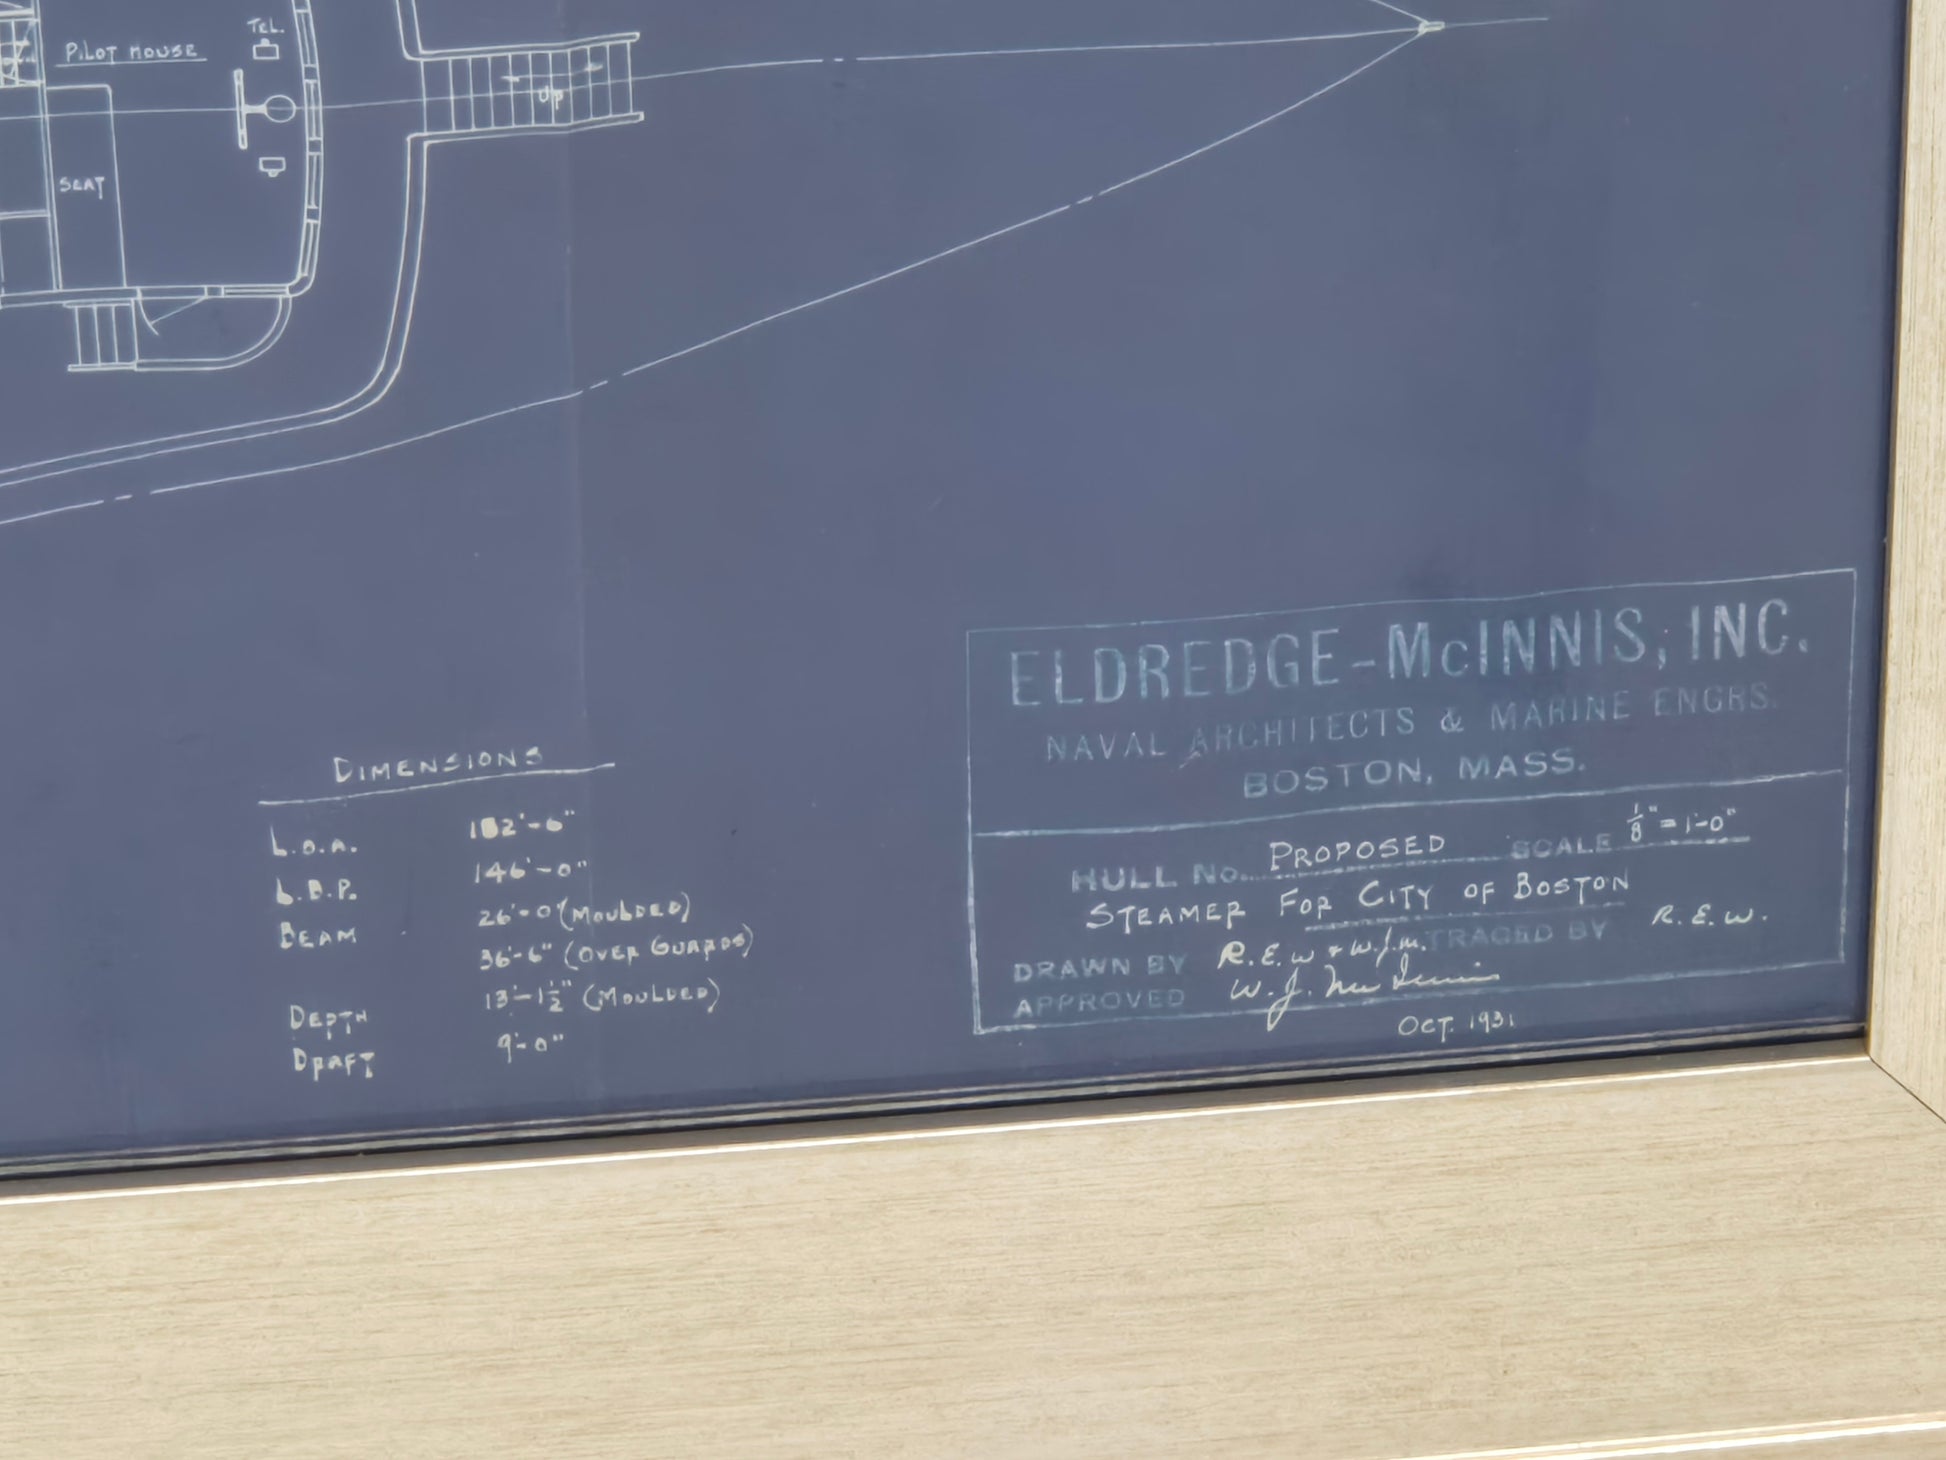 PILOT HOUSE
TEL.
UP
SEAT
DIMENSIONS
L.O.A. 152'-6"
L.B.P. 146'-0"
BEAM 26'-0" (MOULDED)
36'-6" (OVER GUARDS)
DEPTH 13'-1½" (MOULDED)
DRAFT 9'-0"
ELDREDGE-McINNIS, INC.
NAVAL ARCHITECTS & MARINE ENGRS.
BOSTON, MASS.
HULL No. PROPOSED SCALE 1/8" = 1'-0"
STEAMER FOR CITY OF BOSTON
DRAWN BY R.E.W & W.J.M. TRACED BY R.E.W.
APPROVED W.J. McInnis
OCT. 1931